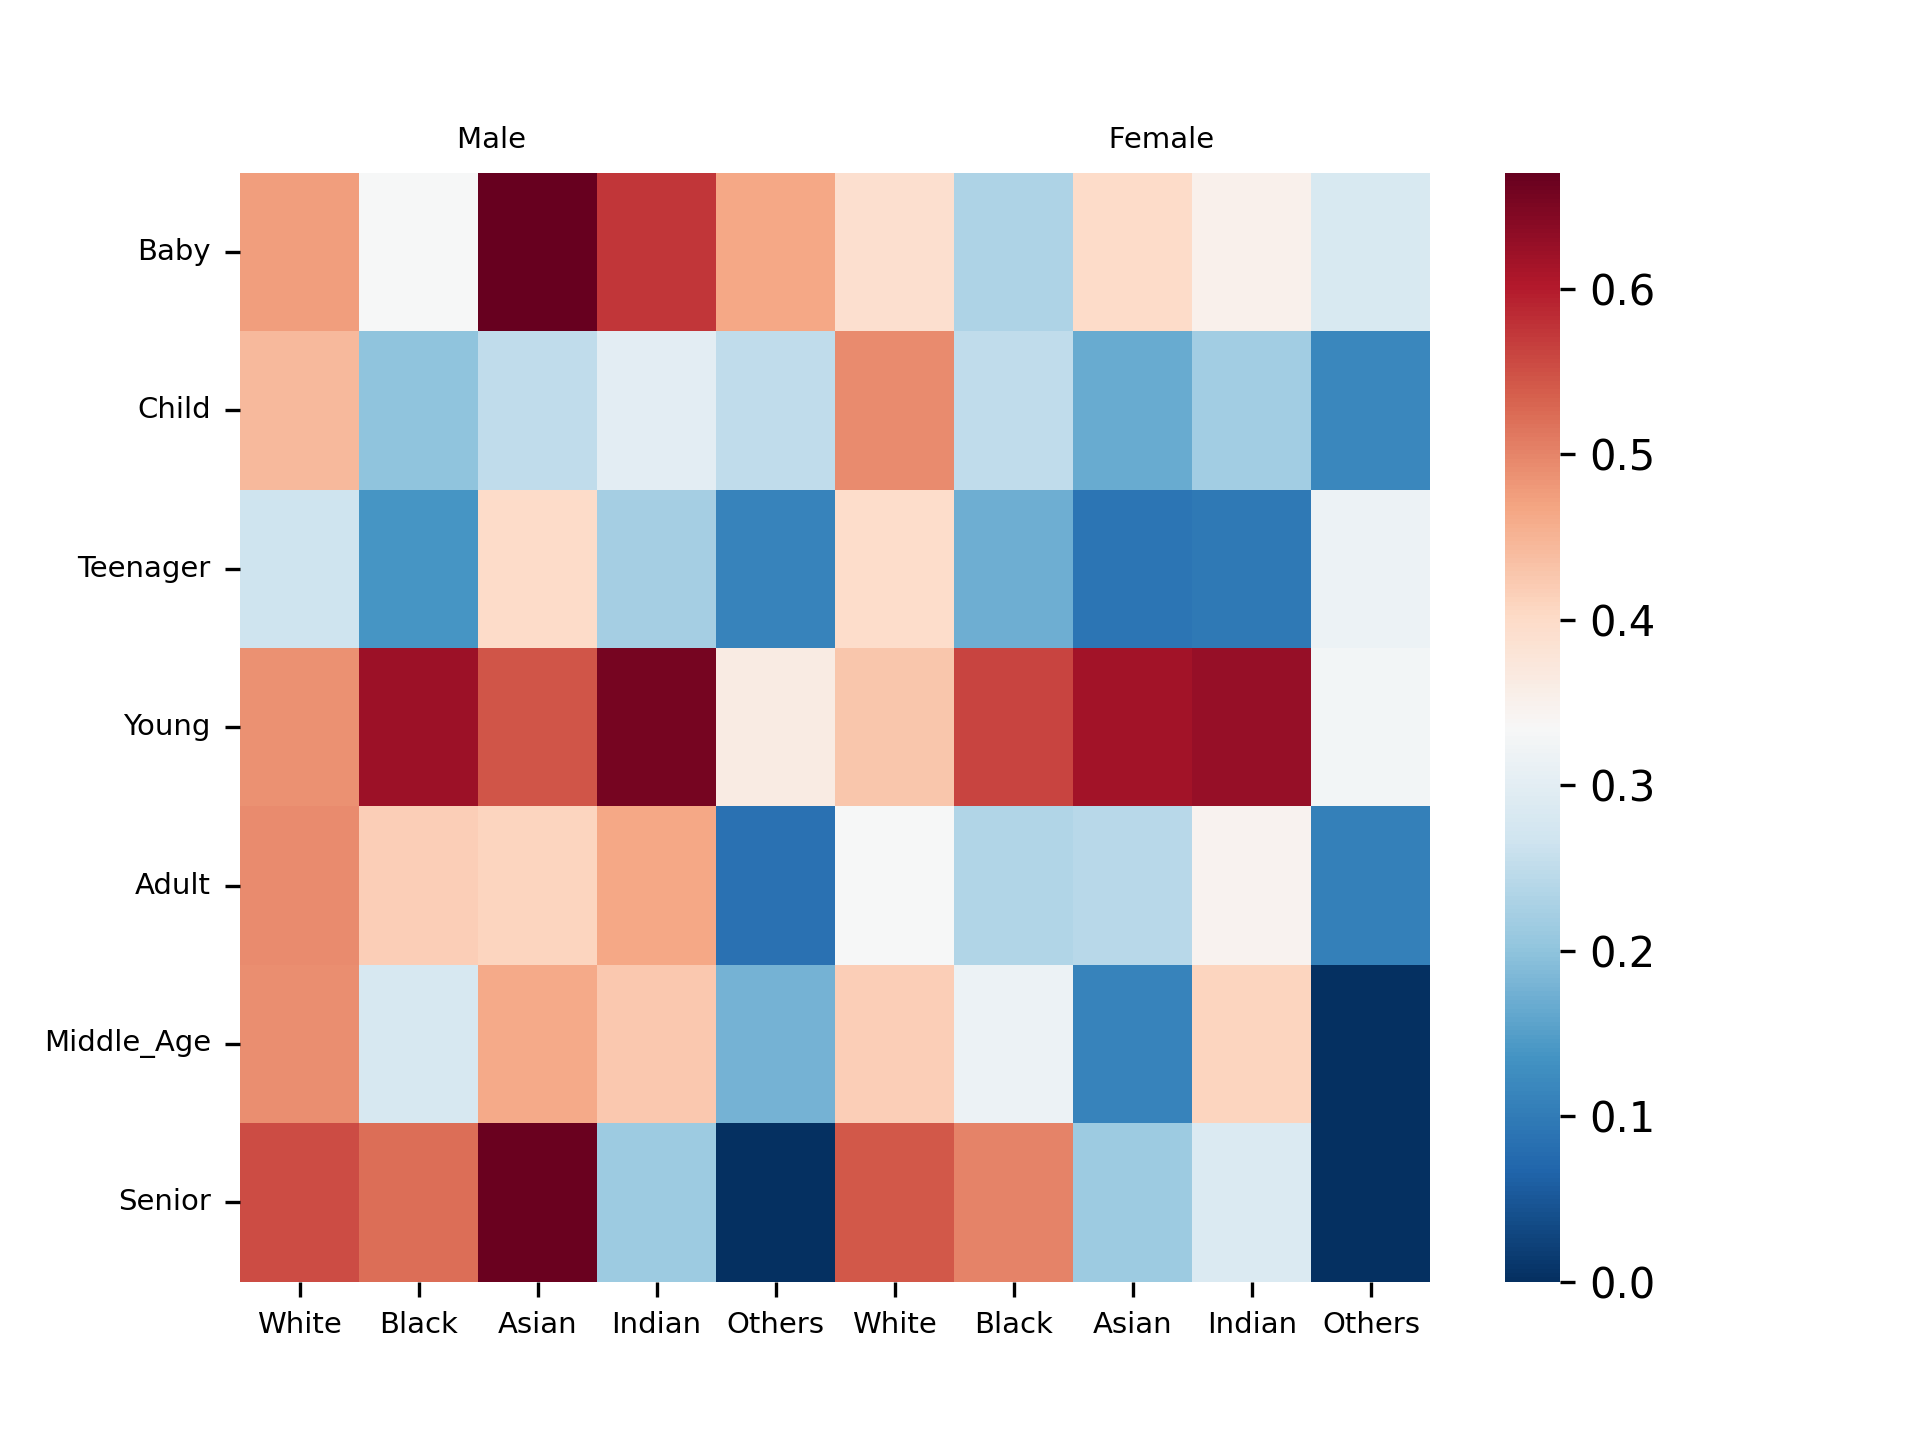 Male Female
Baby
Child
Teenager
Young
Adult
Middle_Age
Senior
White Black Asian Indian Others White Black Asian Indian Others
0.6
0.5
0.4
0.3
0.2
0.1
0.0